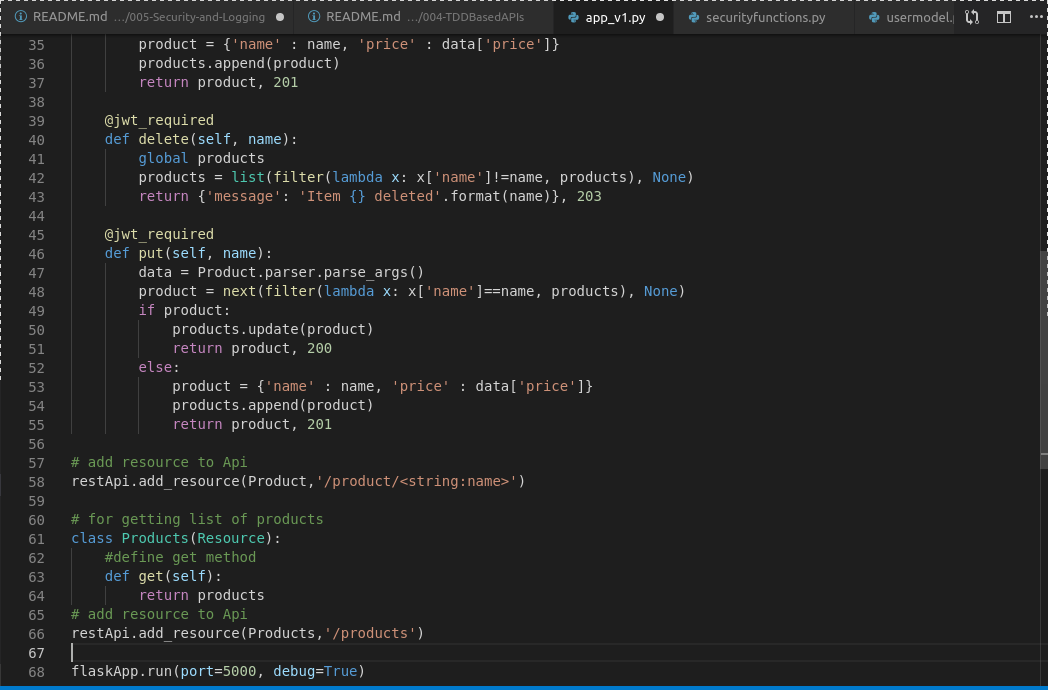 README.md .../005-Security-and-Logging README.md .../004-TDDBasedAPIs app_v1.py securityfunctions.py usermodel.
35 product = {'name' : name, 'price' : data['price']}
36 products.append(product)
37 return product, 201
38
39 @jwt_required
40 def delete(self, name):
41 global products
42 products = list(filter(lambda x: x['name']!=name, products), None)
43 return {'message': 'Item {} deleted'.format(name)}, 203
44
45 @jwt_required
46 def put(self, name):
47 data = Product.parser.parse_args()
48 product = next(filter(lambda x: x['name']==name, products), None)
49 if product:
50 products.update(product)
51 return product, 200
52 else:
53 product = {'name' : name, 'price' : data['price']}
54 products.append(product)
55 return product, 201
56
57 # add resource to Api
58 restApi.add_resource(Product,'/product/<string:name>')
59
60 # for getting list of products
61 class Products(Resource):
62 #define get method
63 def get(self):
64 return products
65 # add resource to Api
66 restApi.add_resource(Products,'/products')
67
68 flaskApp.run(port=5000, debug=True)